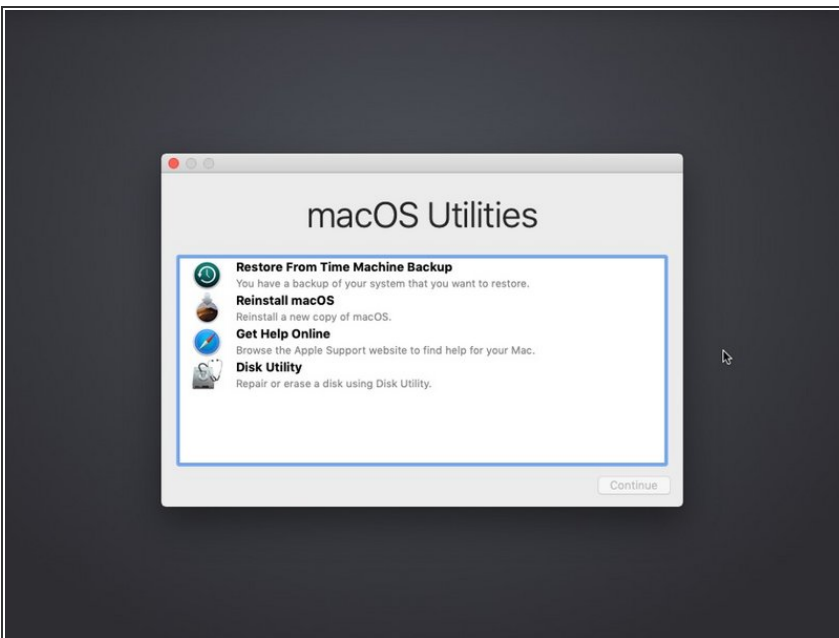 macOS Utilities
Restore From Time Machine Backup
You have a backup of your system that you want to restore.
Reinstall macOS
Reinstall a new copy of macOS.
Get Help Online
Browse the Apple Support website to find help for your Mac.
Disk Utility
Repair or erase a disk using Disk Utility.
Continue